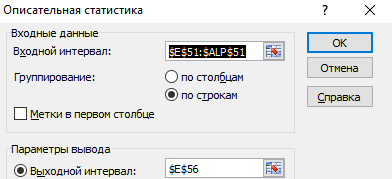 Описательная статистика
Входные данные
Входной интервал: $E$51:$ALP$51
Группирование: по столбцам
по строкам
Метки в первом столбце
Параметры вывода
Выходной интервал: $E$56
OK
Отмена
Справка